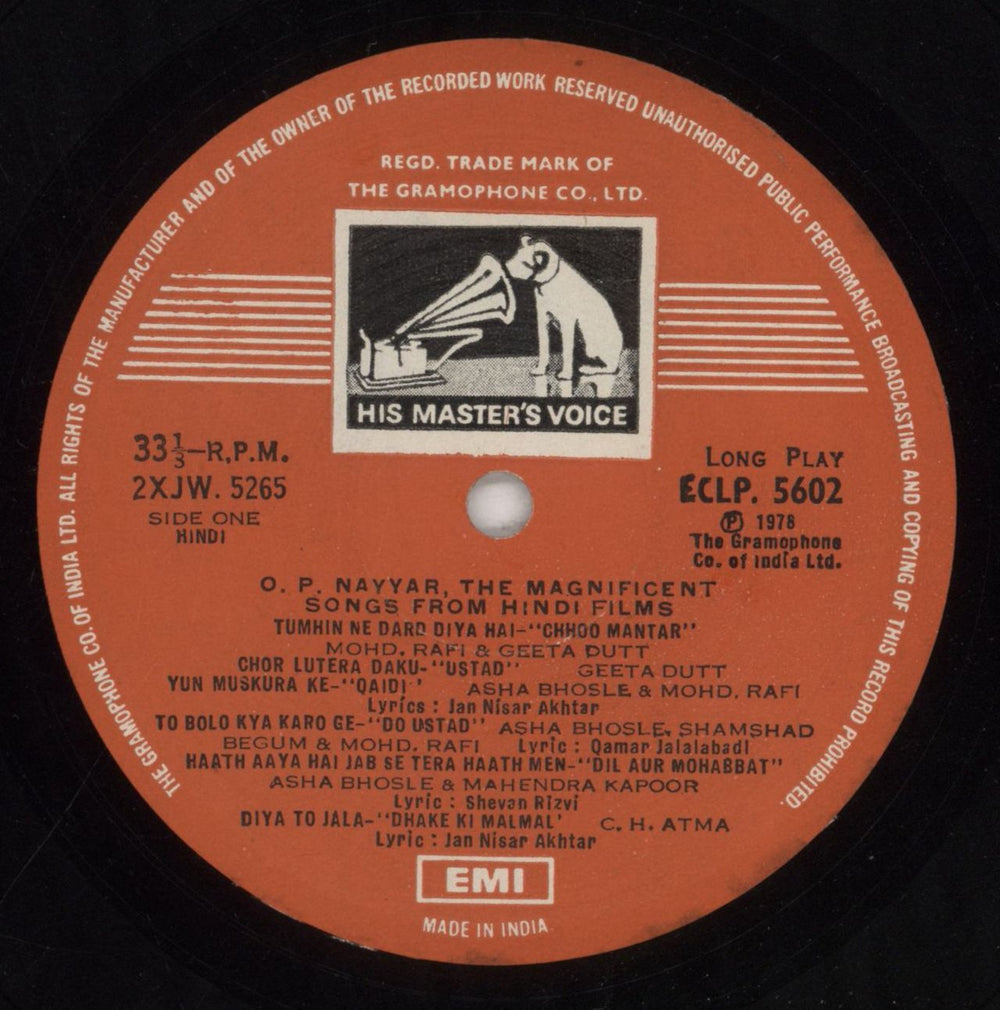 THE GRAMOPHONE CO. OF INDIA LTD. ALL RIGHTS OF THE MANUFACTURER AND OF THE OWNER OF THE RECORDED WORK RESERVED UNAUTHORISED PUBLIC PERFORMANCE BROADCASTING AND COPYING OF THIS RECORD PROHIBITED.
REGD. TRADE MARK OF
THE GRAMOPHONE CO., LTD.
HIS MASTER'S VOICE
33⅓–R,P.M.
2XJW. 5265
SIDE ONE
HINDI
LONG PLAY
ECLP. 5602
Ⓟ 1978
The Gramophone
Co. of India Ltd.
O. P. NAYYAR, THE MAGNIFICENT
SONGS FROM HINDI FILMS
TUMHIN NE DARD DIYA HAI–"CHHOO MANTAR"
MOHD, RAFI & GEETA DUTT
CHOR LUTERA DAKU-"USTAD" GEETA DUTT
YUN MUSKURA KE-"QAIDI" ASHA BHOSLE & MOHD, RAFI
Lyrics : Jan Nisar Akhtar
TO BOLO KYA KARO GE-"DO USTAD" ASHA BHOSLE, SHAMSHAD
BEGUM & MOHD. RAFI Lyric : Qamar Jalalabadi
HAATH AAYA HAI JAB SE TERA HAATH MEN-"DIL AUR MOHABBAT"
ASHA BHOSLE & MAHENDRA KAPOOR
Lyric : Shevan Rizvi
DIYA TO JALA-"DHAKE KI MALMAL' C. H. ATMA
Lyric : Jan Nisar Akhtar
EMI
MADE IN INDIA